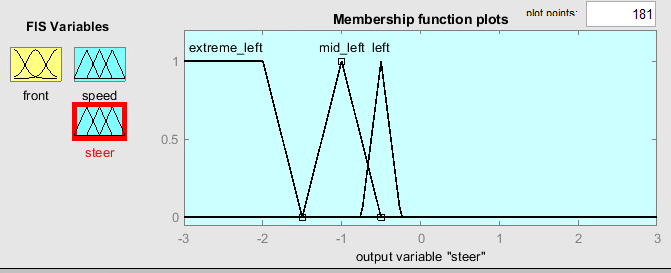 FIS Variables
front
speed
steer
Membership function plots
plot points:
181
extreme_left
mid_left
left
1
0.5
0
-3
-2
-1
0
1
2
3
output variable "steer"